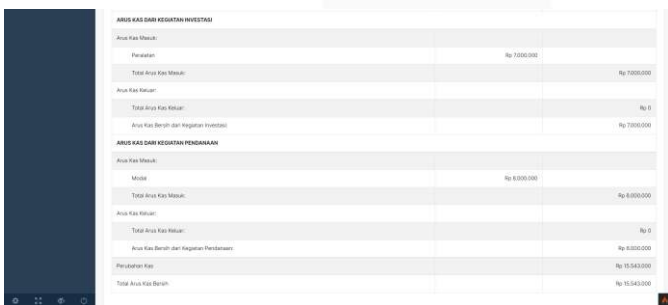 ARUS KAS DARI KEGIATAN INVESTASI
Arus Kas Masuk:
Peralatan Rp 7.000.000
Total Arus Kas Masuk: Rp 7.000.000
Arus Kas Keluar:
Total Arus Kas Keluar: Rp 0
Arus Kas Bersih dari Kegiatan Investasi: Rp 7.000.000
ARUS KAS DARI KEGIATAN PENDANAAN
Arus Kas Masuk:
Modal Rp 8.000.000
Total Arus Kas Masuk: Rp 8.000.000
Arus Kas Keluar:
Total Arus Kas Keluar: Rp 0
Arus Kas Bersih dari Kegiatan Pendanaan: Rp 8.000.000
Perubahan Kas Rp 15.543.000
Total Arus Kas Bersih Rp 15.543.000